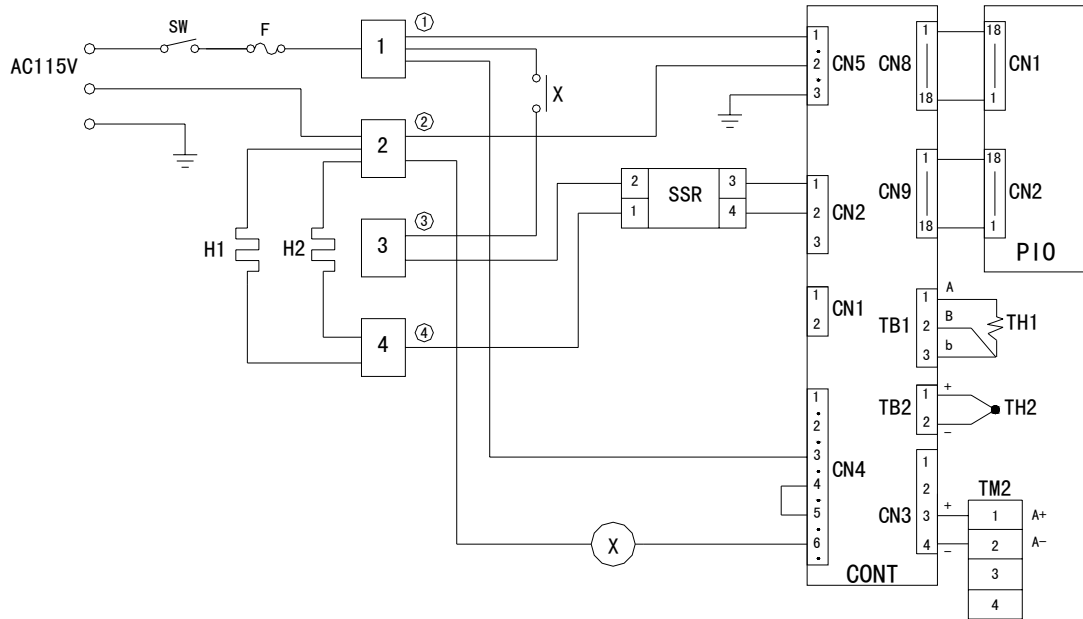 SW
F
AC115V
1
①
2
②
3
③
4
④
X
H1
H2
2
SSR
3
1
4
1
2
3
CN5
1
18
CN8
18
1
CN1
1
2
3
CN2
1
18
CN9
18
1
CN2
PIO
1
2
CN1
1
2
3
TB1
A
B
b
TH1
1
2
3
4
5
6
CN4
1
2
TB2
+
−
TH2
1
2
3
4
CN3
+
−
TM2
1
A+
2
A−
3
4
X
CONT